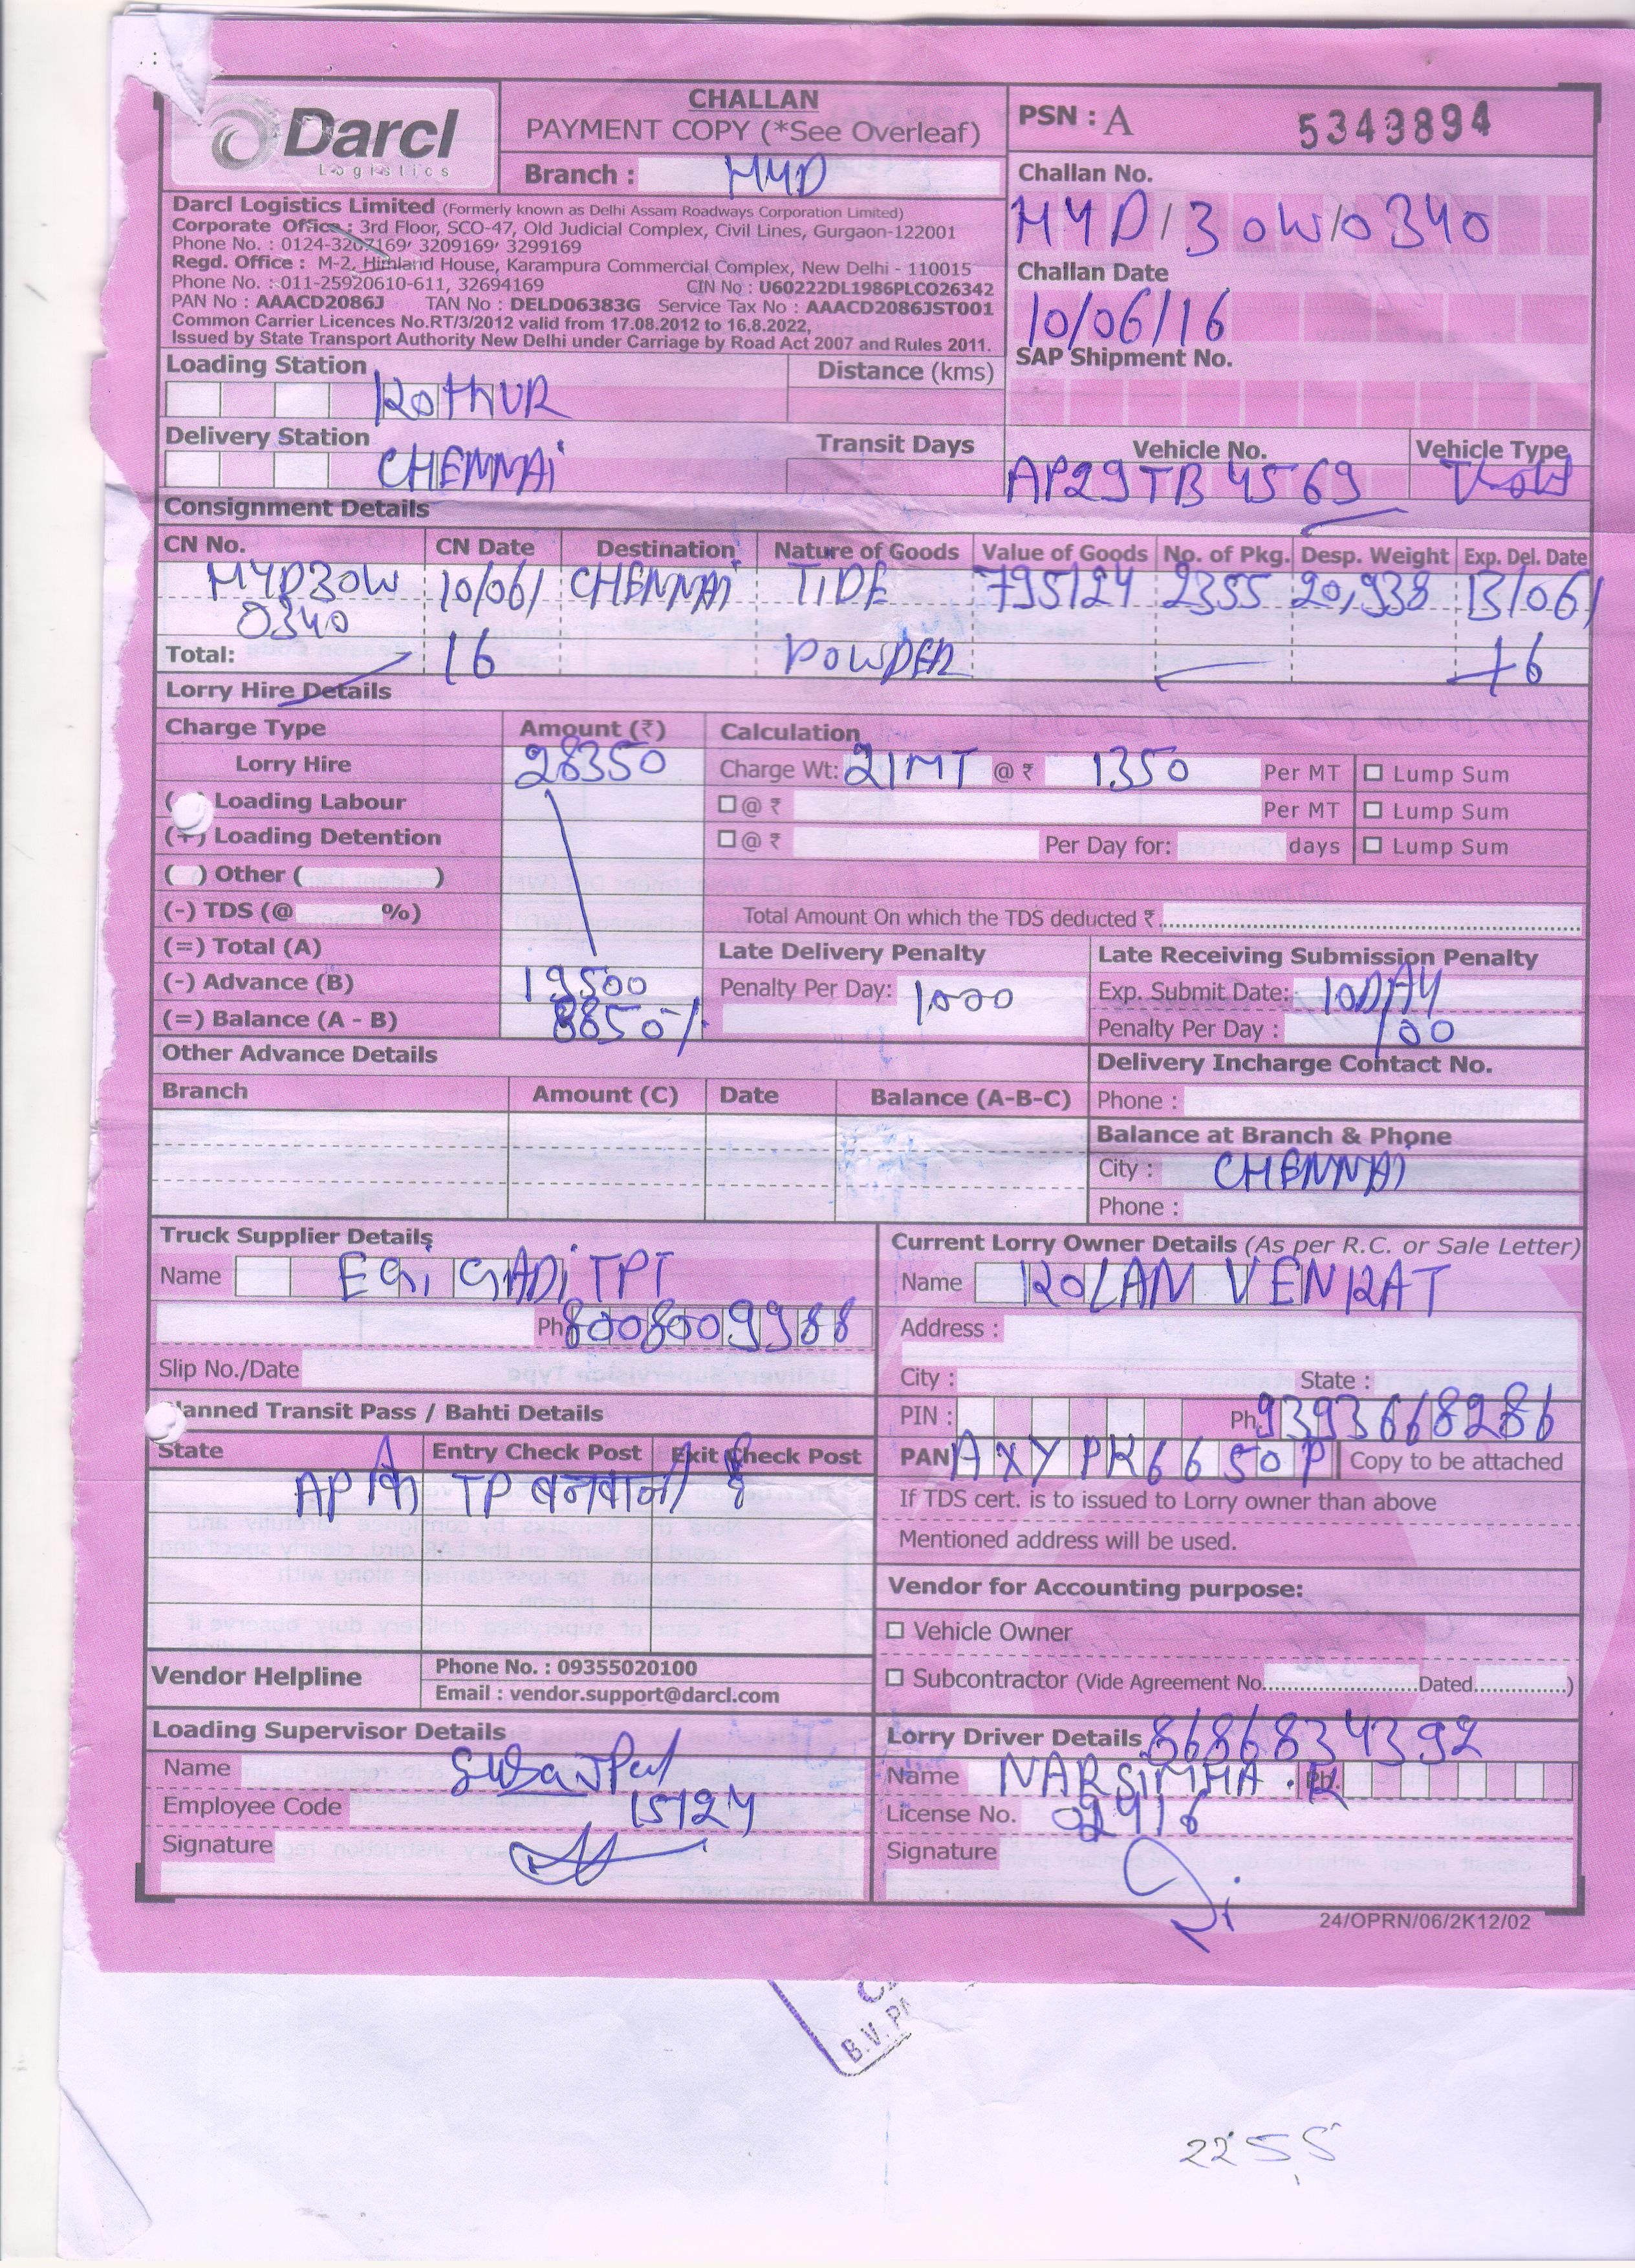 Darcl
Logistics
CHALLAN
PAYMENT COPY (*See Overleaf)
Branch : HYD
PSN : A 5343894
Darcl Logistics Limited (Formerly known as Delhi Assam Roadways Corporation Limited)
Corporate Office : 3rd Floor, SCO-47, Old Judicial Complex, Civil Lines, Gurgaon-122001
Phone No. : 0124-3207169, 3209169, 3299169
Regd. Office : M-2, Himland House, Karampura Commercial Complex, New Delhi - 110015
Phone No. : 011-25920610-611, 32694169 CIN No : U60222DL1986PLC026342
PAN No : AAACD2086J TAN No : DELD06383G Service Tax No : AAACD2086JST001
Common Carrier Licences No.RT/3/2012 valid from 17.08.2012 to 16.8.2022,
Issued by State Transport Authority New Delhi under Carriage by Road Act 2007 and Rules 2011.
Challan No.
HYD/30W/0340
Challan Date
10/06/16
SAP Shipment No.
Loading Station KothUR
Distance (kms)
Delivery Station CHENNAi
Transit Days
Vehicle No. Vehicle Type
AP29TB 4569
Consignment Details
CN No. CN Date Destination Nature of Goods Value of Goods No. of Pkg. Desp. Weight Exp. Del. Date
HYD30W 10/06/ CHENNAi TIDE 795124 2355 20,938 13/06/
0340
Total: 16 POWDER 16
Lorry Hire Details
Charge Type Amount (₹) Calculation
Lorry Hire 28350 Charge Wt: 21MT @ ₹ 1350 Per MT Lump Sum
Loading Labour @ ₹ Per MT Lump Sum
(+) Loading Detention @ ₹ Per Day for: days Lump Sum
( ) Other ( )
(-) TDS (@ %) Total Amount On which the TDS deducted ₹
(=) Total (A) Late Delivery Penalty Late Receiving Submission Penalty
(-) Advance (B) 19500 Penalty Per Day: 1000 Exp. Submit Date: 10DAY
(=) Balance (A - B) 8850/. Penalty Per Day : 100
Other Advance Details Delivery Incharge Contact No.
Branch Amount (C) Date Balance (A-B-C) Phone :
Balance at Branch & Phone
City : CHENNAi
Phone :
Truck Supplier Details
Name EGi GADi TPT
Ph 8008009988
Slip No./Date
Current Lorry Owner Details (As per R.C. or Sale Letter)
Name KOLAN VENKAT
Address :
City : State :
PIN : Ph. 9393668286
PAN AXYPK6650P Copy to be attached
If TDS cert. is to issued to Lorry owner than above
Mentioned address will be used.
Planned Transit Pass / Bahti Details
State Entry Check Post Exit Check Post
AP का TP बनवाना है
Vendor for Accounting purpose:
Vehicle Owner
Subcontractor (Vide Agreement No. Dated )
Vendor Helpline
Phone No. : 09355020100
Email : vendor.support@darcl.com
Loading Supervisor Details
Name
Employee Code 15124
Signature
Lorry Driver Details 8686834392
Name NARSIMHA . K Ph.
License No.
Signature
24/OPRN/06/2K12/02
B.V. PA
2255